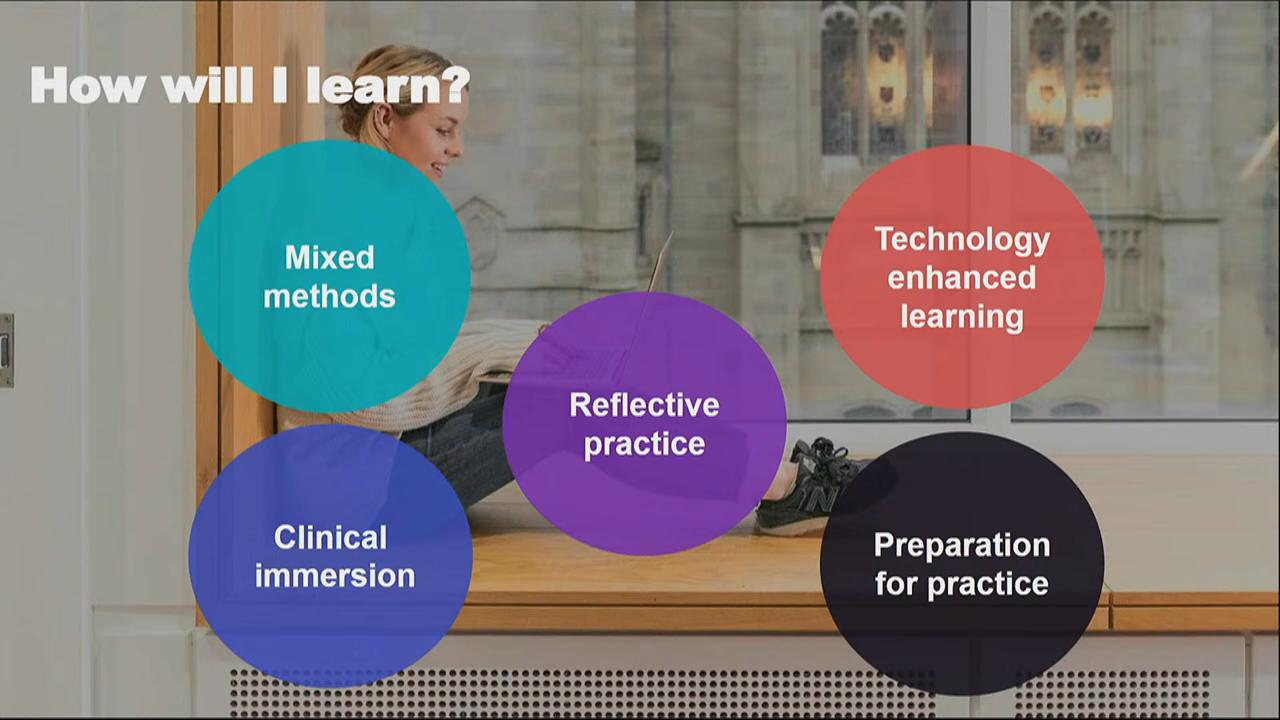 How will I learn?
Mixed
methods
Technology
enhanced
learning
Reflective
practice
Clinical
immersion
Preparation
for practice
N